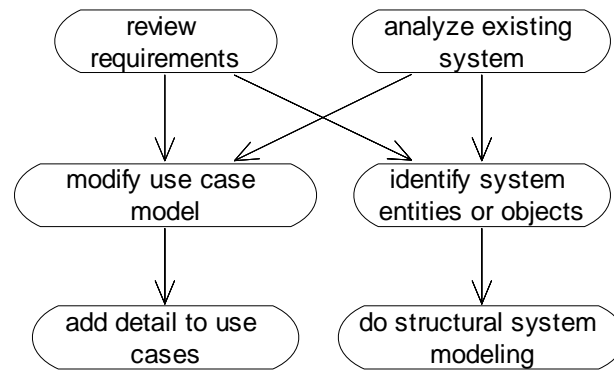 review
requirements
analyze existing
system
modify use case
model
identify system
entities or objects
add detail to use
cases
do structural system
modeling